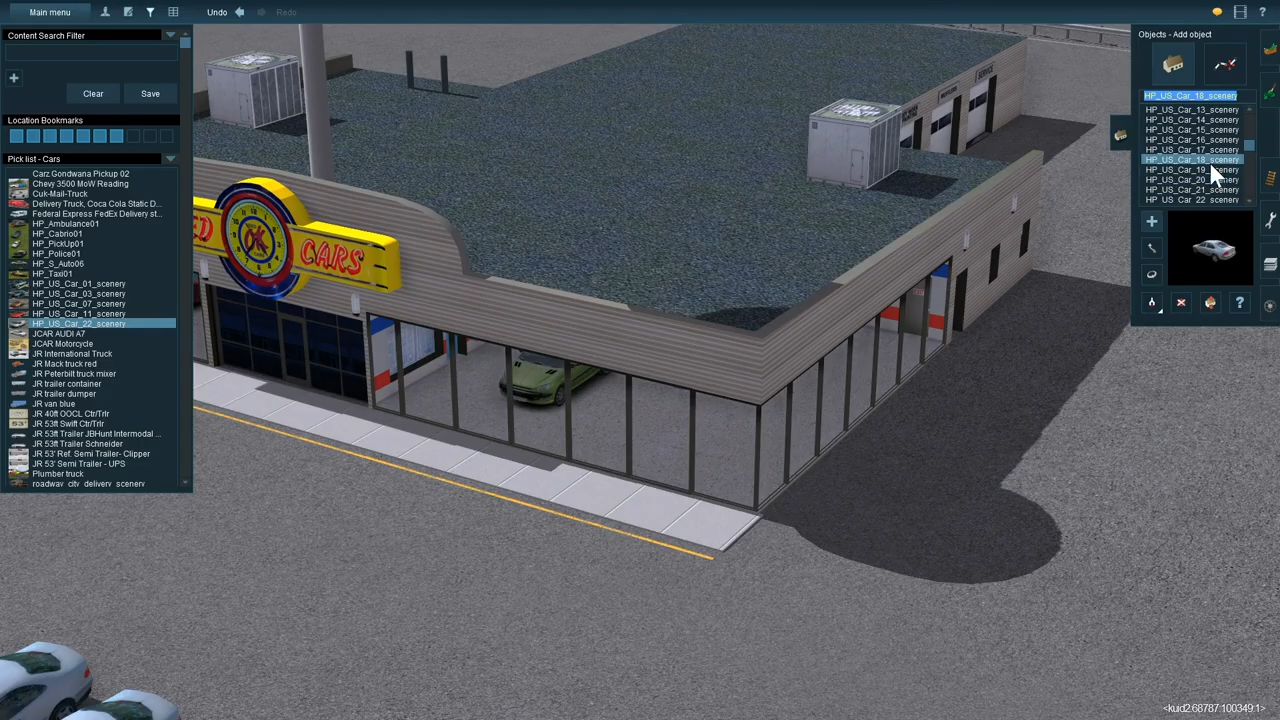 Main menu
Undo
Redo
Content Search Filter
Clear
Save
Location Bookmarks
Pick list - Cars
Carz Gondwana Pickup 02
Chevy 3500 MoW Reading
Cuk-Mail-Truck
Delivery Truck, Coca Cola Static D...
Federal Express FedEx Delivery st...
HP_Ambulance01
HP_Cabrio01
HP_PickUp01
HP_Police01
HP_S_Auto06
HP_Taxi01
HP_US_Car_01_scenery
HP_US_Car_03_scenery
HP_US_Car_07_scenery
HP_US_Car_11_scenery
HP_US_Car_22_scenery
JCAR AUDI A7
JCAR Motorcycle
JR International Truck
JR Mack truck red
JR Peterbilt truck mixer
JR trailer container
JR trailer dumper
JR van blue
JR 40ft OOCL Ctr/Trlr
JR 53ft Swift Ctr/Trlr
JR 53ft Trailer JBHunt Intermodal ...
JR 53ft Trailer Schneider
JR 53' Ref. Semi Trailer- Clipper
JR 53' Semi Trailer - UPS
Plumber truck
roadway_city_delivery_scenery
OK
CARS
SERVICE
Objects - Add object
HP_US_Car_18_scenery
HP_US_Car_13_scenery
HP_US_Car_14_scenery
HP_US_Car_15_scenery
HP_US_Car_16_scenery
HP_US_Car_17_scenery
HP_US_Car_18_scenery
HP_US_Car_19_scenery
HP_US_Car_20_scenery
HP_US_Car_21_scenery
HP_US_Car_22_scenery
<kuid2:68787:100349:1>